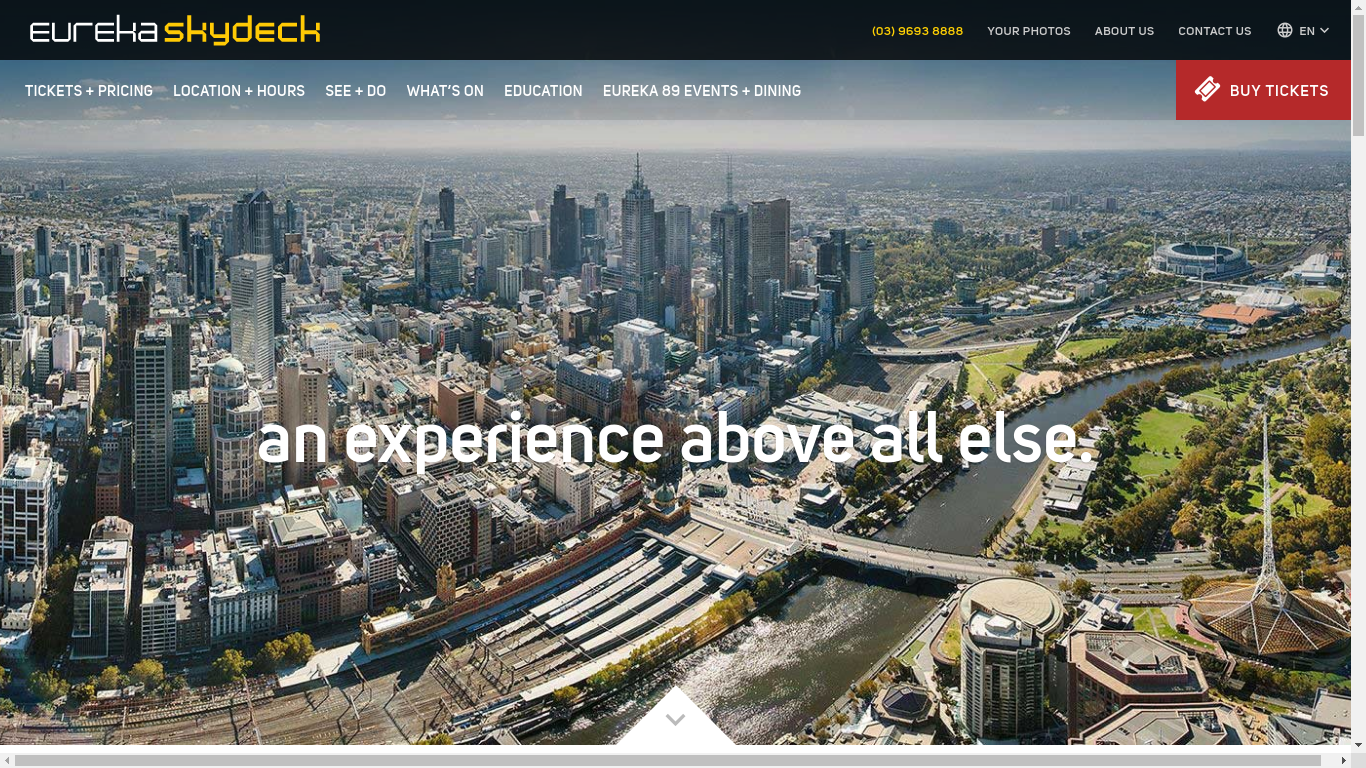 eureka skydeck
(03) 9693 8888 YOUR PHOTOS ABOUT US CONTACT US EN
TICKETS + PRICING LOCATION + HOURS SEE + DO WHAT'S ON EDUCATION EUREKA 89 EVENTS + DINING BUY TICKETS
an experience above all else.